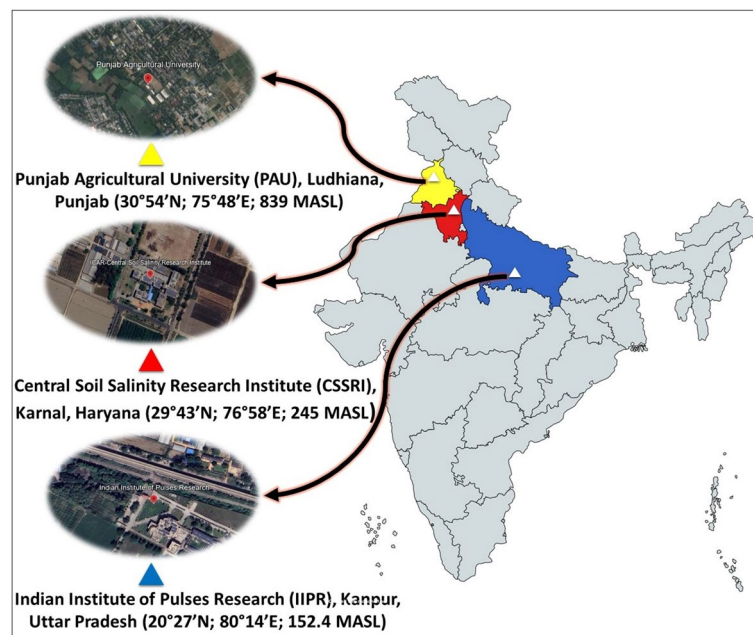 Punjab Agricultural University
Punjab Agricultural University (PAU), Ludhiana,
Punjab (30°54′N; 75°48′E; 839 MASL)
ICAR-Central Soil Salinity Research Institute
Central Soil Salinity Research Institute (CSSRI),
Karnal, Haryana (29°43′N; 76°58′E; 245 MASL)
Indian Institute of Pulses Research
Indian Institute of Pulses Research (IIPR), Kanpur,
Uttar Pradesh (20°27′N; 80°14′E; 152.4 MASL)